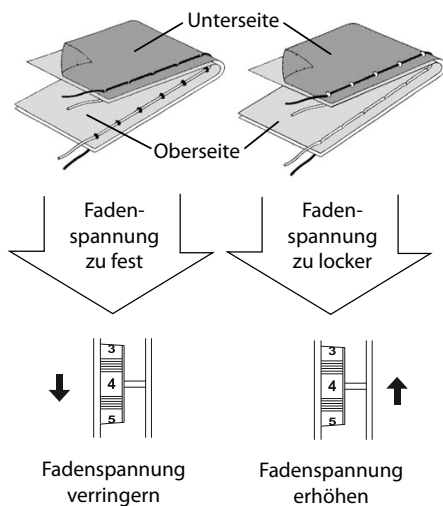 Unterseite
Oberseite
Faden-
spannung
zu fest
Faden-
spannung
zu locker
3
4
5
3
4
5
Fadenspannung
verringern
Fadenspannung
erhöhen